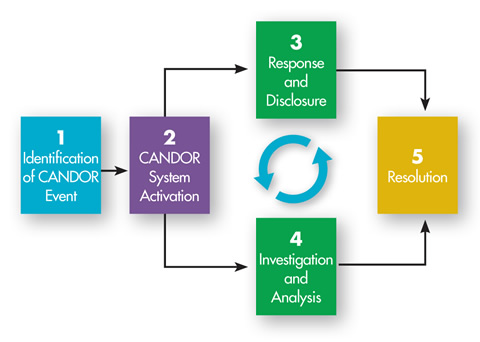 1
Identification
of CANDOR
Event
2
CANDOR
System
Activation
3
Response
and
Disclosure
4
Investigation
and
Analysis
5
Resolution